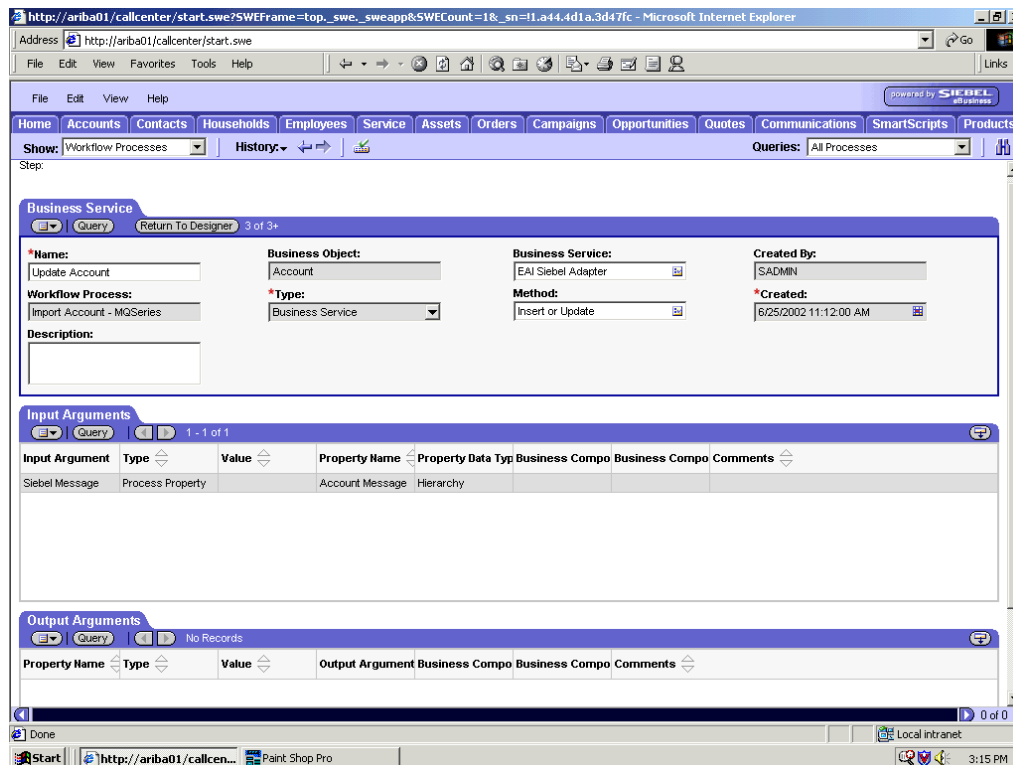 http://ariba01/callcenter/start.swe?SWEFrame=top._swe._sweapp&SWECount=1&_sn=!1.a44.4d1a.3d47fc - Microsoft Internet Explorer
Address http://ariba01/callcenter/start.swe Go
File Edit View Favorites Tools Help Links
File Edit View Help powered by SIEBEL eBusiness
Home Accounts Contacts Households Employees Service Assets Orders Campaigns Opportunities Quotes Communications SmartScripts Products
Show: Workflow Processes History: Queries: All Processes
Step:
Business Service
Query Return To Designer 3 of 3+
*Name: Business Object: Business Service: Created By:
Update Account Account EAI Siebel Adapter SADMIN
Workflow Process: *Type: Method: *Created:
Import Account - MQSeries Business Service Insert or Update 6/25/2002 11:12:00 AM
Description:
Input Arguments
Query 1 - 1 of 1
Input Argument Type Value Property Name Property Data Typ Business Compo Business Compo Comments
Siebel Message Process Property Account Message Hierarchy
Output Arguments
Query No Records
Property Name Type Value Output Argument Business Compo Business Compo Comments
0 of 0
Done Local intranet
Start http://ariba01/callcen... Paint Shop Pro 3:15 PM